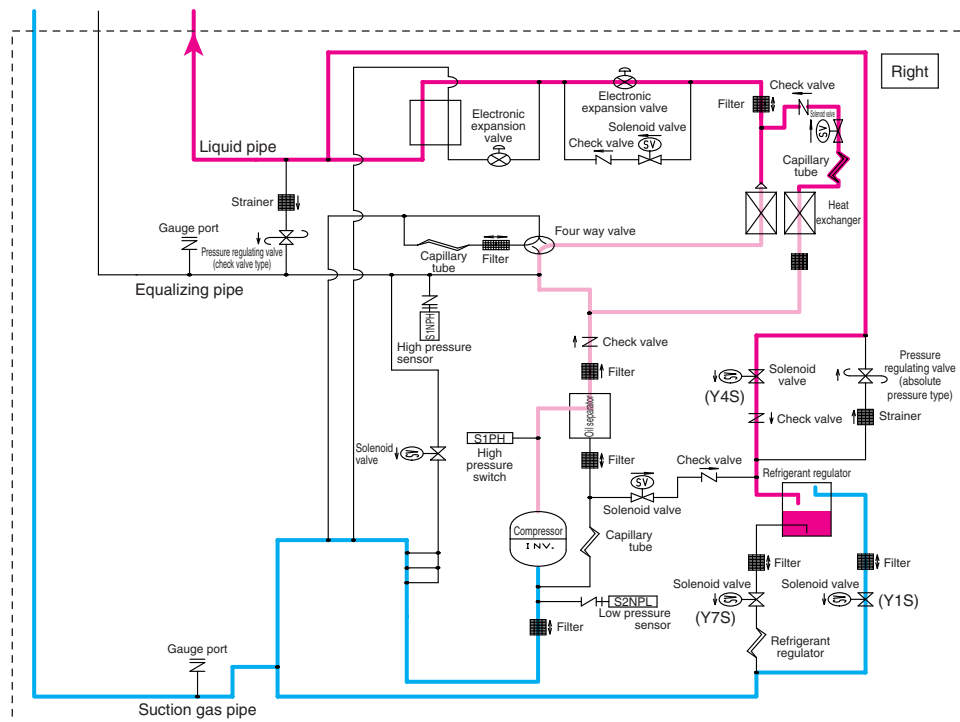 Right
Check valve
Solenoid valve
SV
Filter
Electronic
expansion valve
Electronic
expansion
valve
Solenoid valve
SV
Check valve
Liquid pipe
Capillary
tube
Strainer
Heat
exchanger
Gauge port
Four way valve
Pressure regulating valve
(check valve type)
Capillary
tube
Filter
Equalizing pipe
S1NPH
High pressure
sensor
Check valve
Filter
Solenoid
valve
SV
(Y4S)
Pressure
regulating valve
(absolute
pressure type)
Check valve
Strainer
Oil separator
S1PH
High
pressure
switch
Solenoid
valve
SV
Filter
Check valve
SV
Solenoid valve
Refrigerant regulator
Compressor
INV.
Capillary
tube
Filter
Filter
Solenoid valve
SV
(Y7S)
Solenoid valve
SV
(Y1S)
S2NPL
Low pressure
sensor
Filter
Refrigerant
regulator
Gauge port
Suction gas pipe